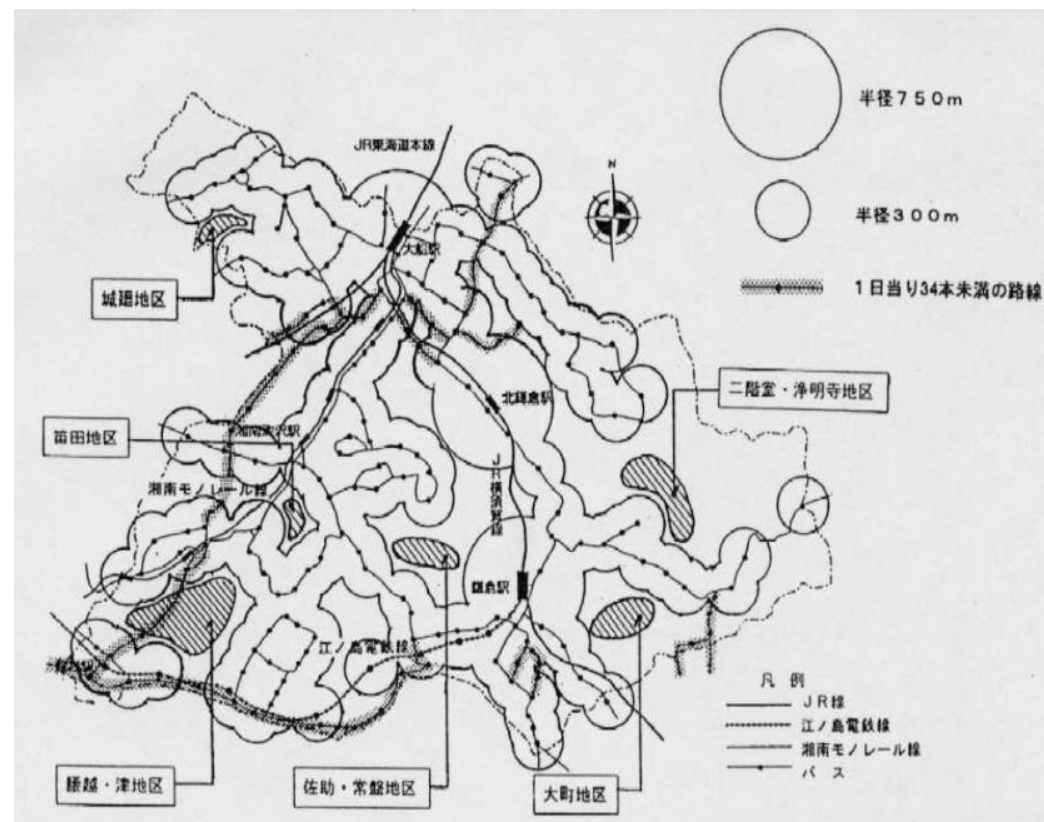 半径750m
JR東海道本線
N
半径300m
大船駅
1日当り34本未満の路線
城廻地区
二階堂・浄明寺地区
北鎌倉駅
笛田地区
湘南深沢駅
JR横須賀線
湘南モノレール線
鎌倉駅
江ノ島電鉄線
凡例
JR線
江ノ島電鉄線
湘南モノレール線
バス
腰越・津地区
佐助・常盤地区
大町地区